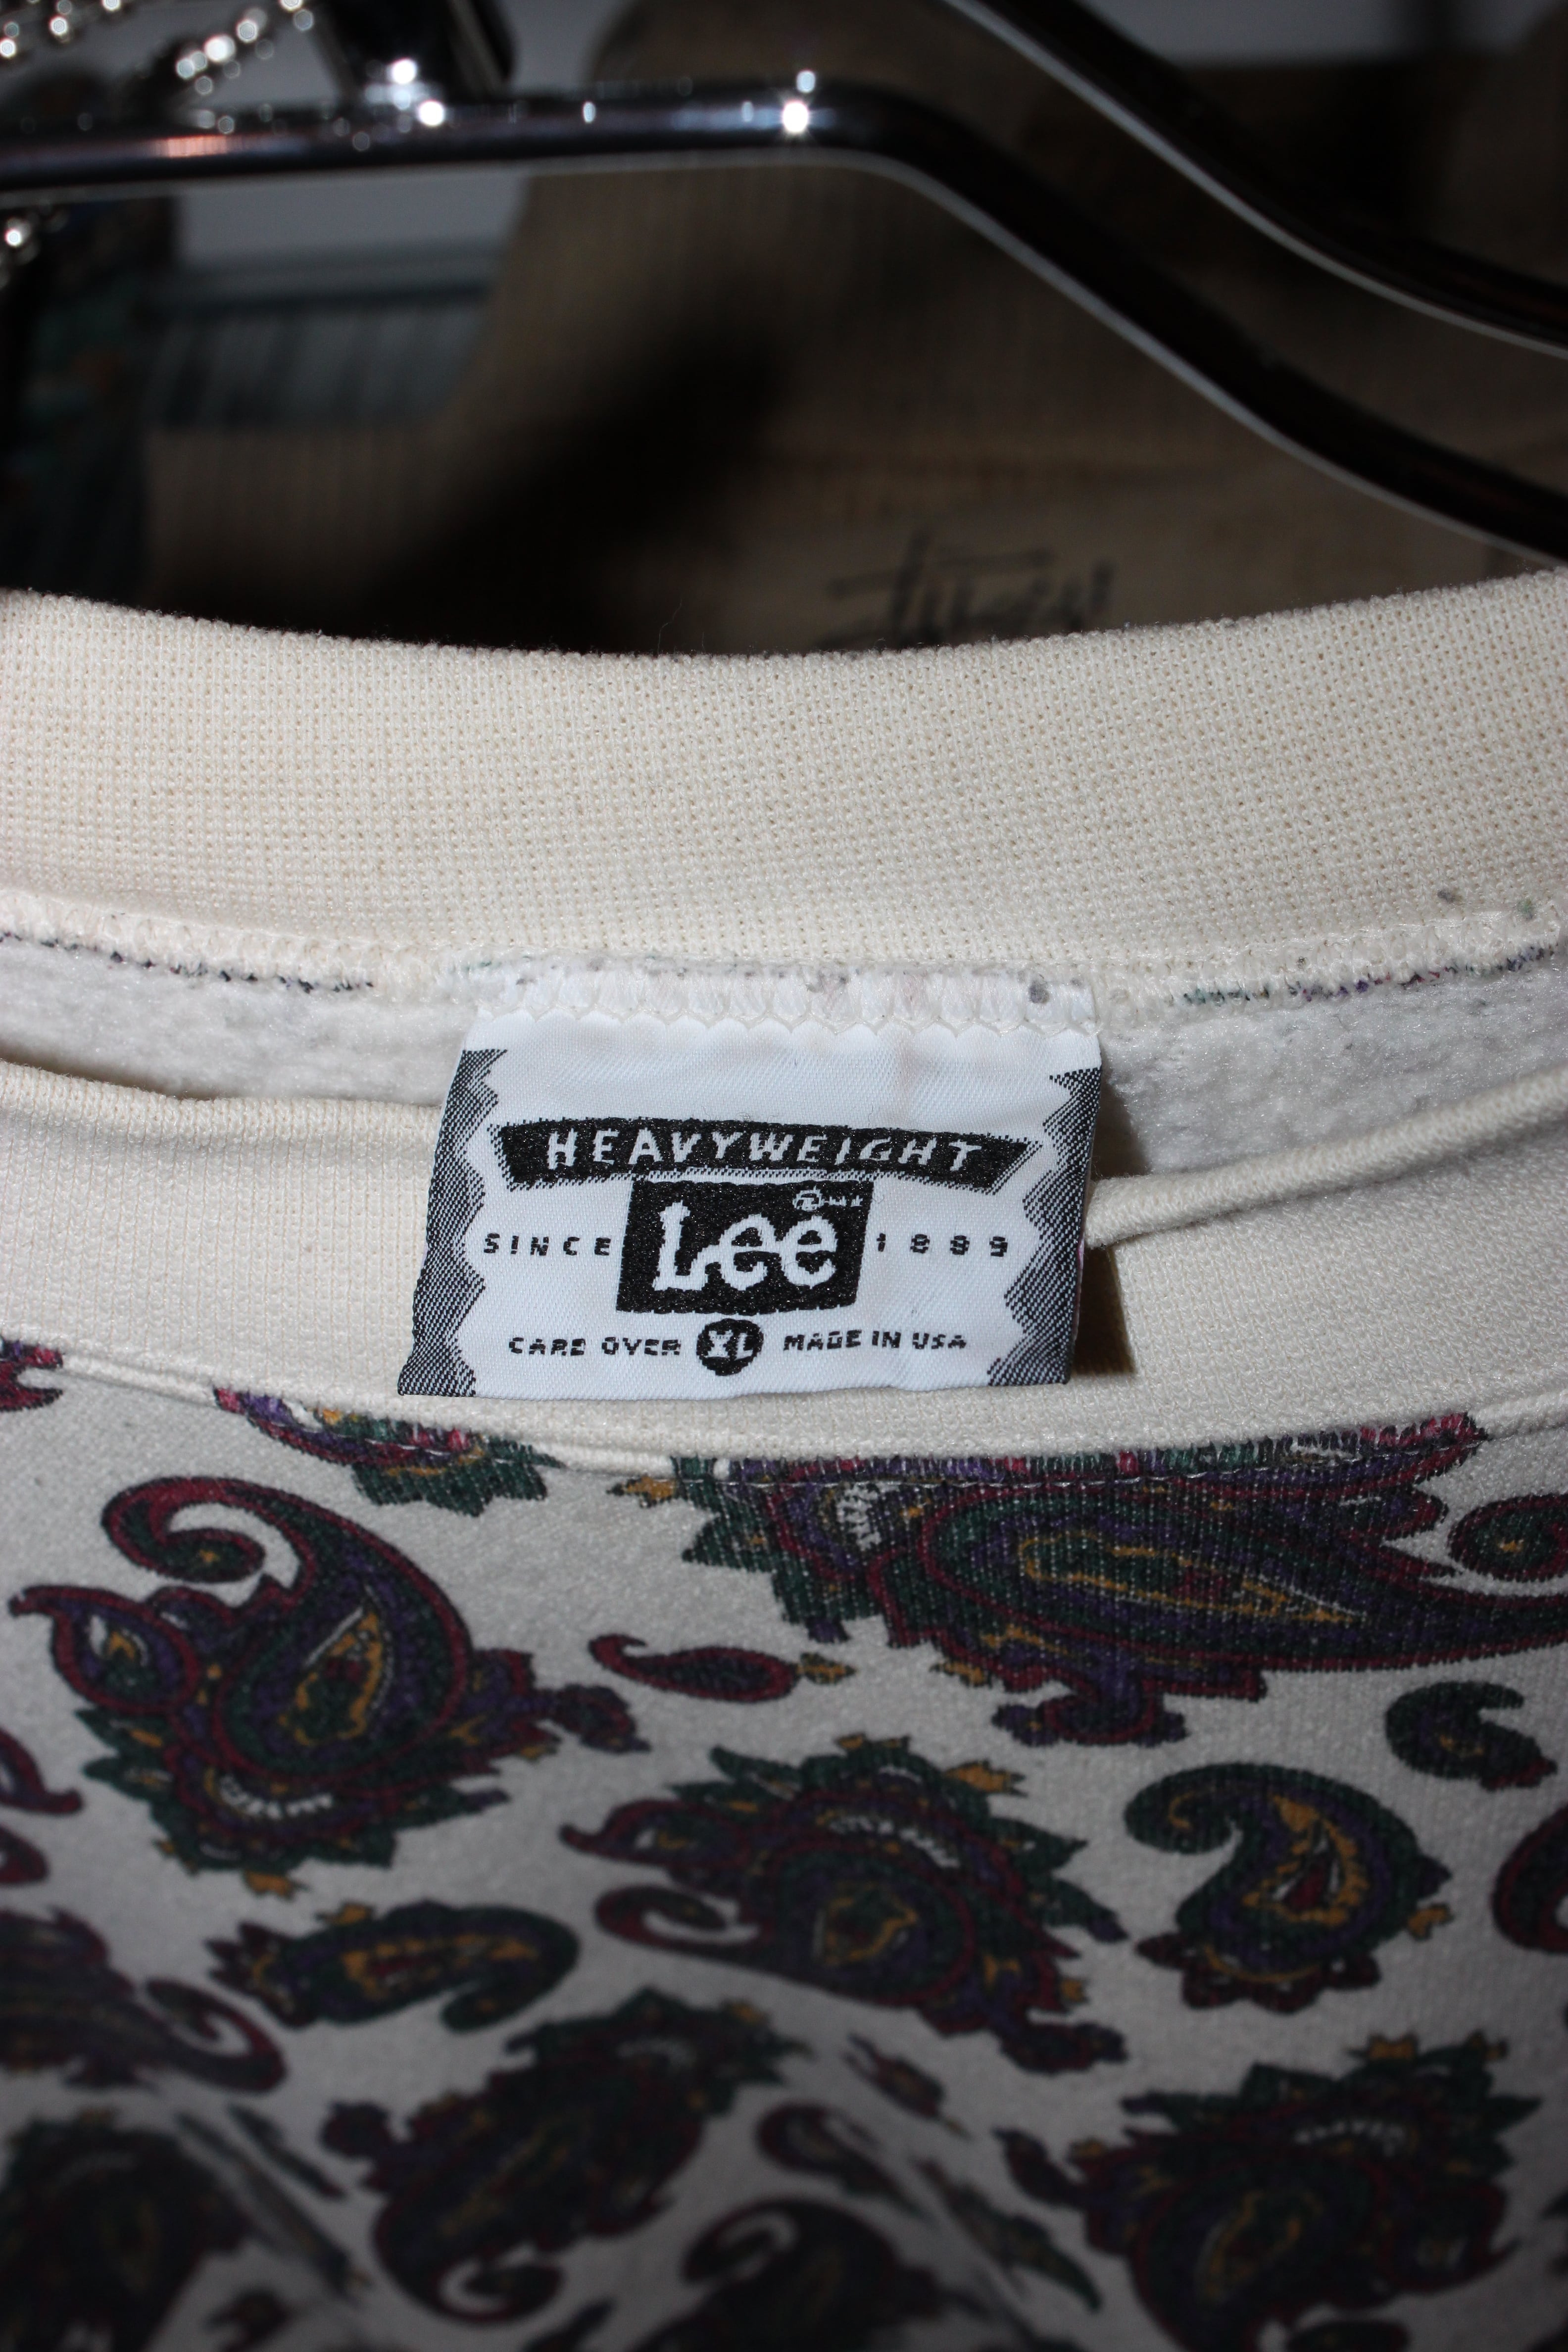 HEAVYWEIGHT
SINCE Lee 1889
CARE OVER XL MADE IN USA